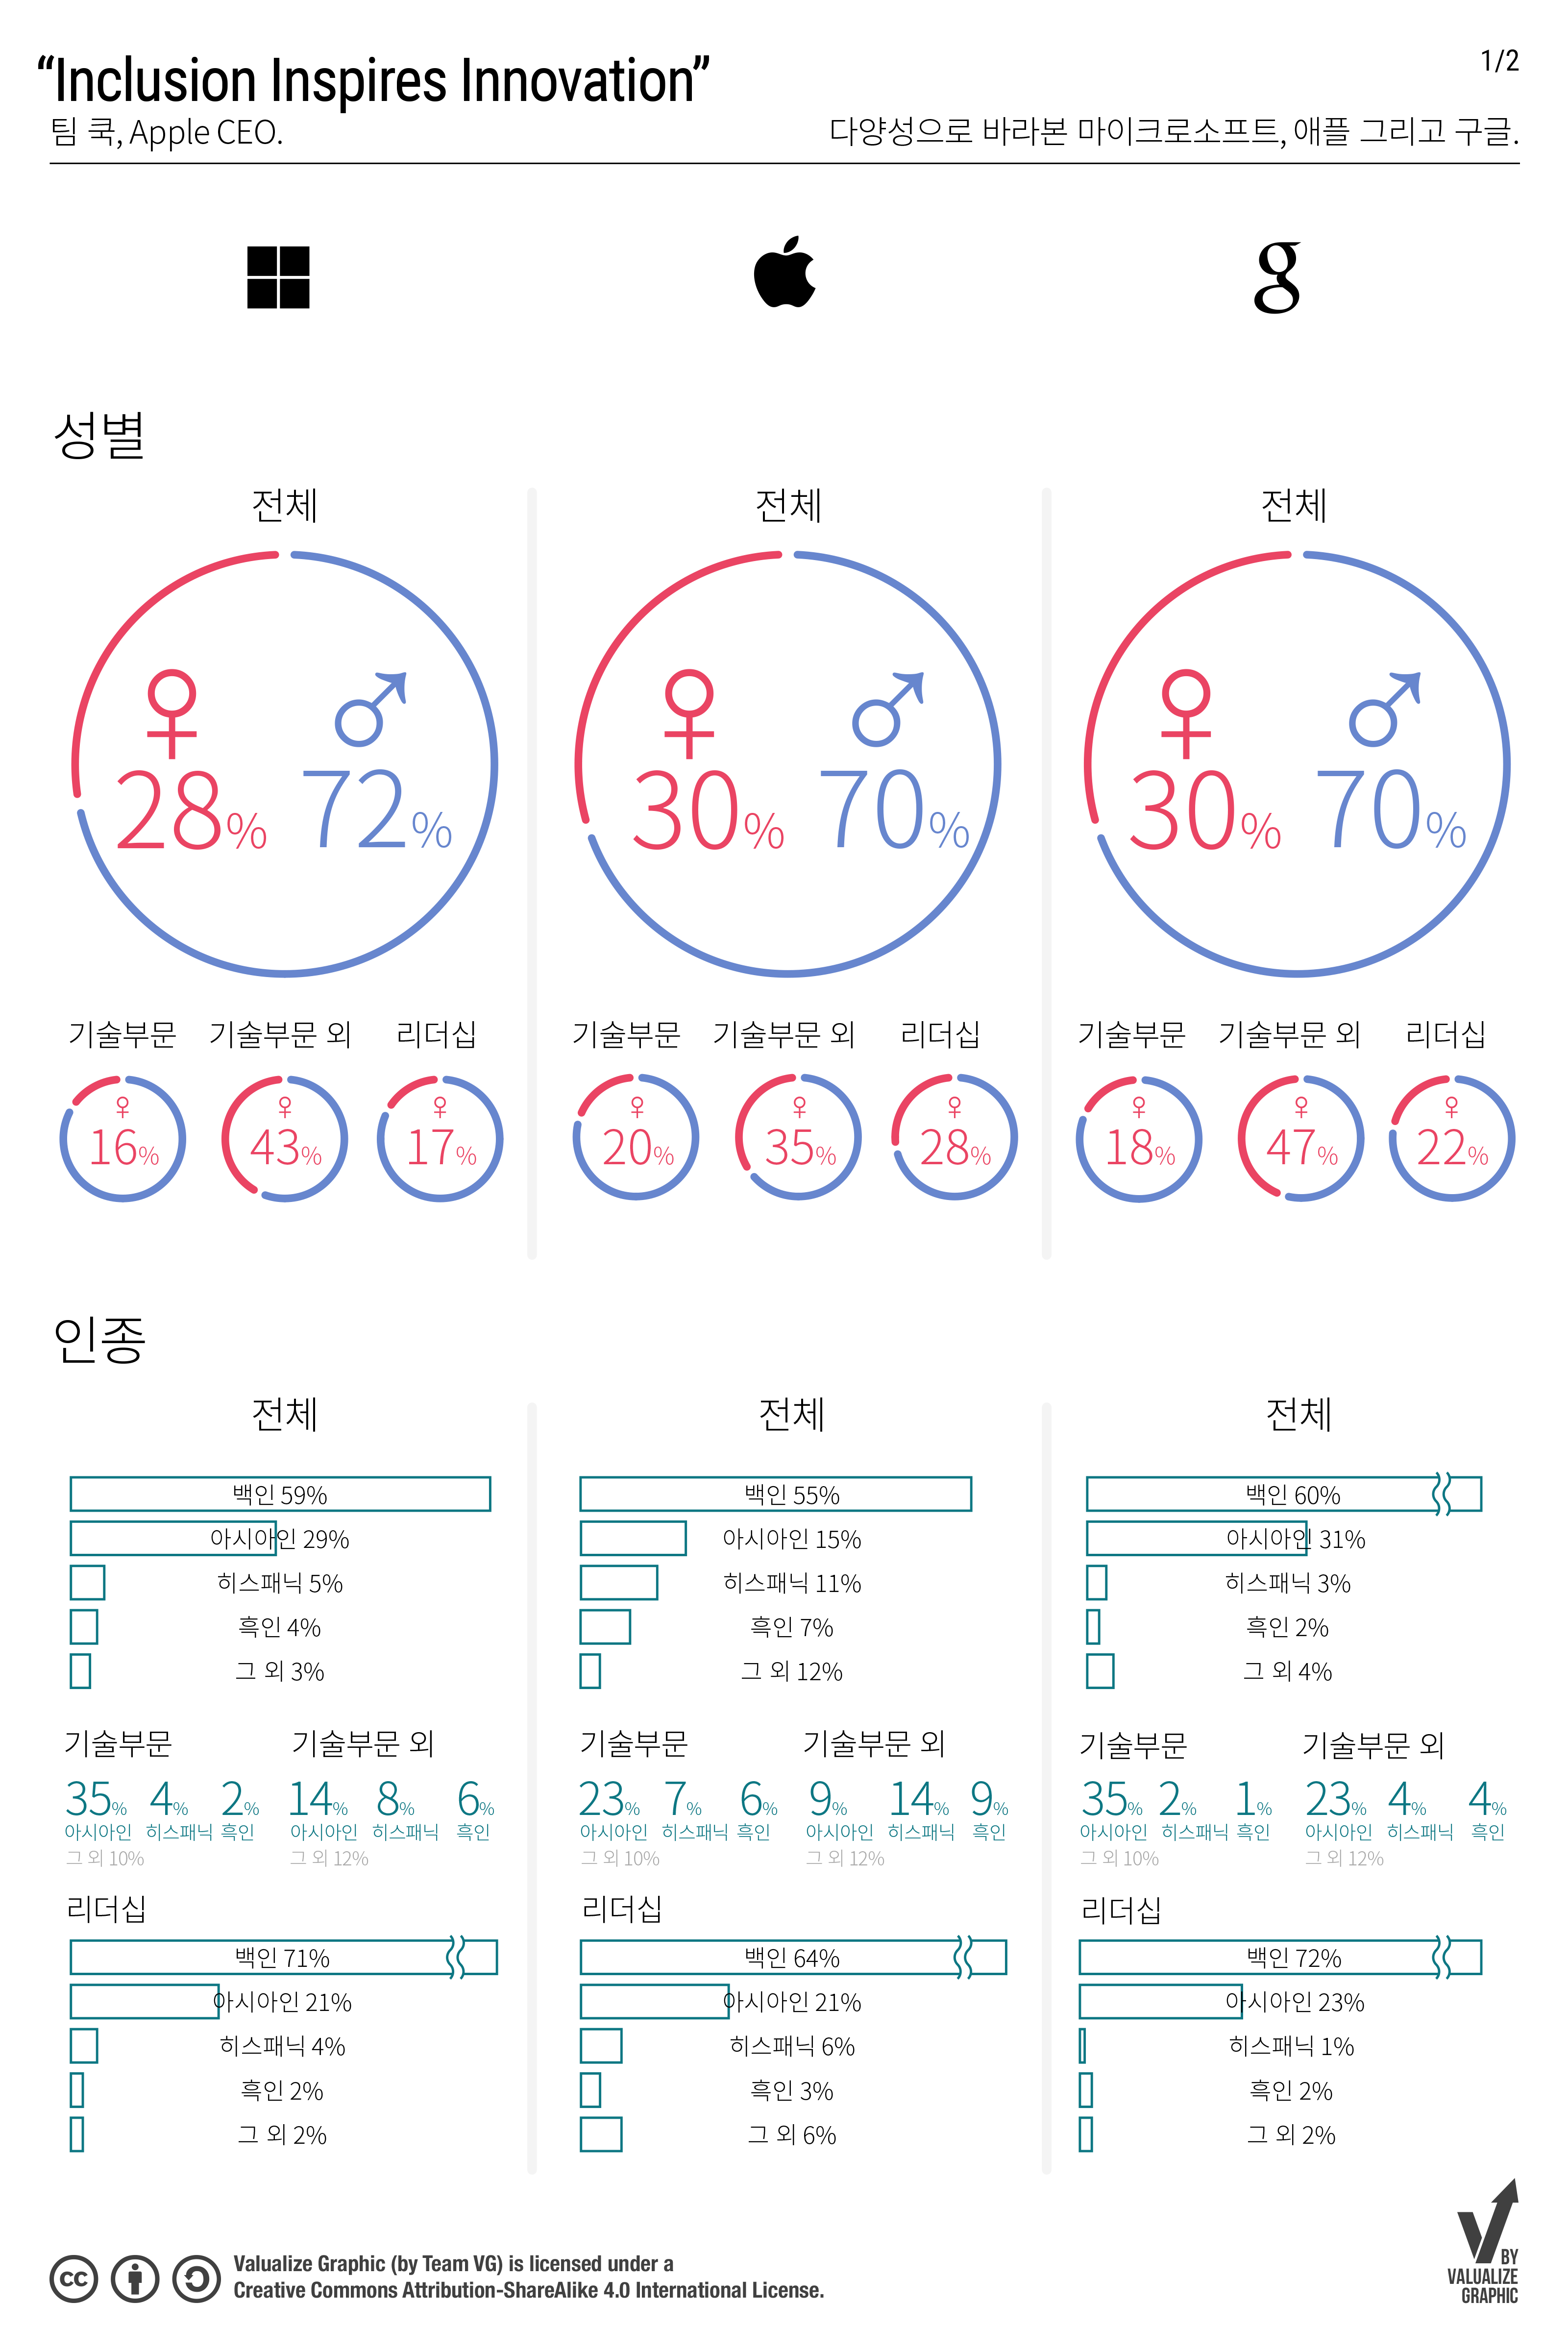 “Inclusion Inspires Innovation”
1/2
팀 쿡, Apple CEO.
다양성으로 바라본 마이크로소프트, 애플 그리고 구글.
성별
전체
♀ ♂
28% 72%
기술부문 기술부문 외 리더십
♀ ♀ ♀
16% 43% 17%
전체
♀ ♂
30% 70%
기술부문 기술부문 외 리더십
♀ ♀ ♀
20% 35% 28%
전체
♀ ♂
30% 70%
기술부문 기술부문 외 리더십
♀ ♀ ♀
18% 47% 22%
인종
전체
백인 59%
아시아인 29%
히스패닉 5%
흑인 4%
그 외 3%
기술부문 기술부문 외
35% 4% 2% 14% 8% 6%
아시아인 히스패닉 흑인 아시아인 히스패닉 흑인
그 외 10% 그 외 12%
리더십
백인 71%
아시아인 21%
히스패닉 4%
흑인 2%
그 외 2%
전체
백인 55%
아시아인 15%
히스패닉 11%
흑인 7%
그 외 12%
기술부문 기술부문 외
23% 7% 6% 9% 14% 9%
아시아인 히스패닉 흑인 아시아인 히스패닉 흑인
그 외 10% 그 외 12%
리더십
백인 64%
아시아인 21%
히스패닉 6%
흑인 3%
그 외 6%
전체
백인 60%
아시아인 31%
히스패닉 3%
흑인 2%
그 외 4%
기술부문 기술부문 외
35% 2% 1% 23% 4% 4%
아시아인 히스패닉 흑인 아시아인 히스패닉 흑인
그 외 10% 그 외 12%
리더십
백인 72%
아시아인 23%
히스패닉 1%
흑인 2%
그 외 2%
cc
Valualize Graphic (by Team VG) is licensed under a
Creative Commons Attribution-ShareAlike 4.0 International License.
V BY
VALUALIZE
GRAPHIC